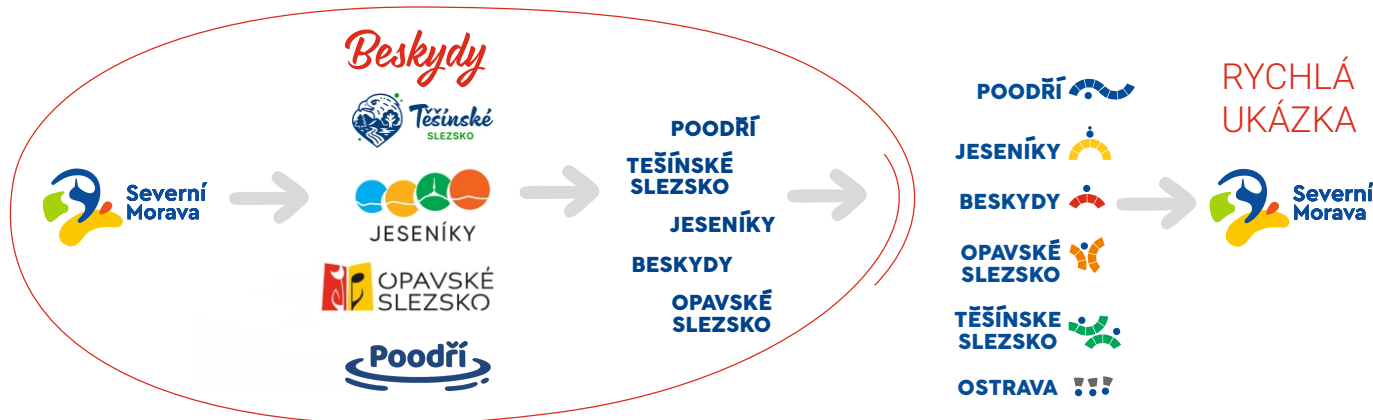 Severní
Morava
Beskydy
Těšínské
SLEZSKO
JESENÍKY
OPAVSKÉ
SLEZSKO
Poodří
POODŘÍ
TEŠÍNSKÉ
SLEZSKO
JESENÍKY
BESKYDY
OPAVSKÉ
SLEZSKO
POODŘÍ
JESENÍKY
BESKYDY
OPAVSKÉ
SLEZSKO
TĚŠÍNSKE
SLEZSKO
OSTRAVA
RYCHLÁ
UKÁZKA
Severní
Morava